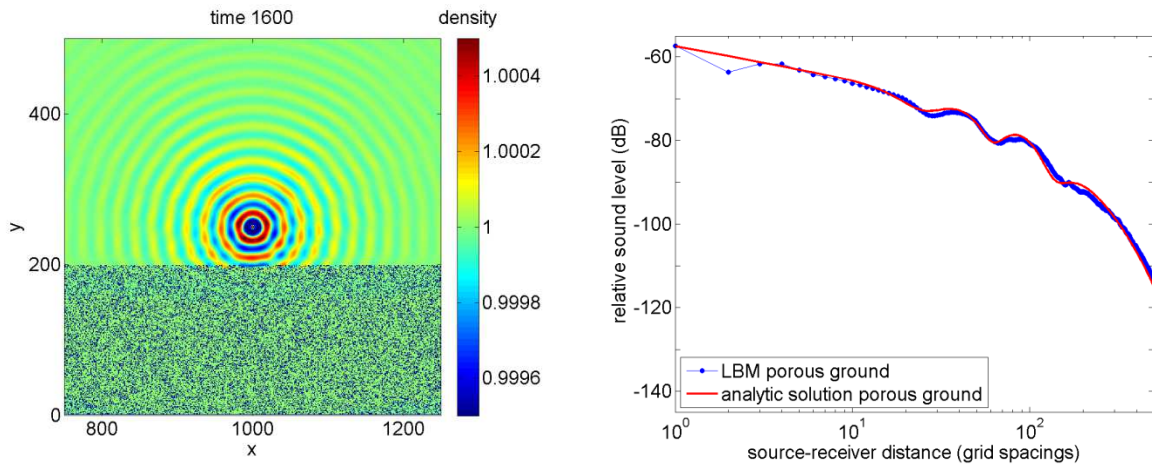 time 1600
density
400
200
0
y
800
1000
1200
x
1.0004
1.0002
1
0.9998
0.9996
-60
-80
-100
-120
-140
relative sound level (dB)
LBM porous ground
analytic solution porous ground
10^0
10^1
10^2
source-receiver distance (grid spacings)